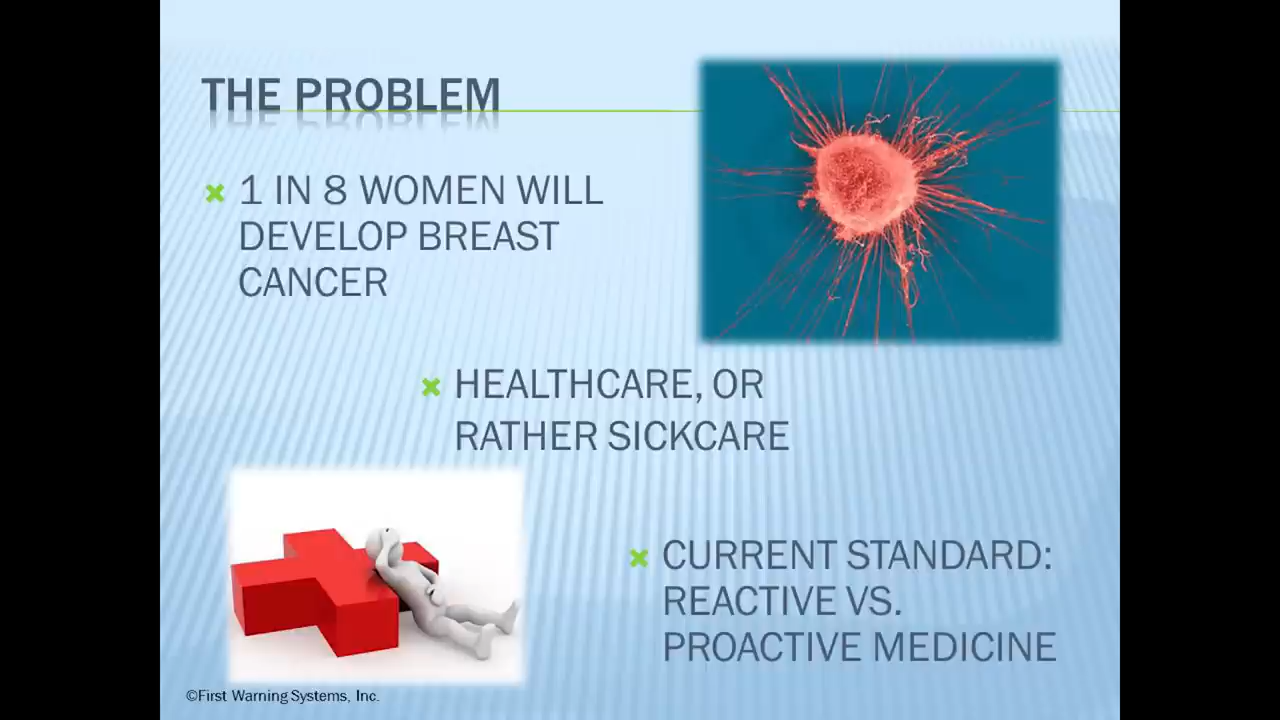 THE PROBLEM
1 IN 8 WOMEN WILL
DEVELOP BREAST
CANCER
HEALTHCARE, OR
RATHER SICKCARE
CURRENT STANDARD:
REACTIVE VS.
PROACTIVE MEDICINE
©First Warning Systems, Inc.